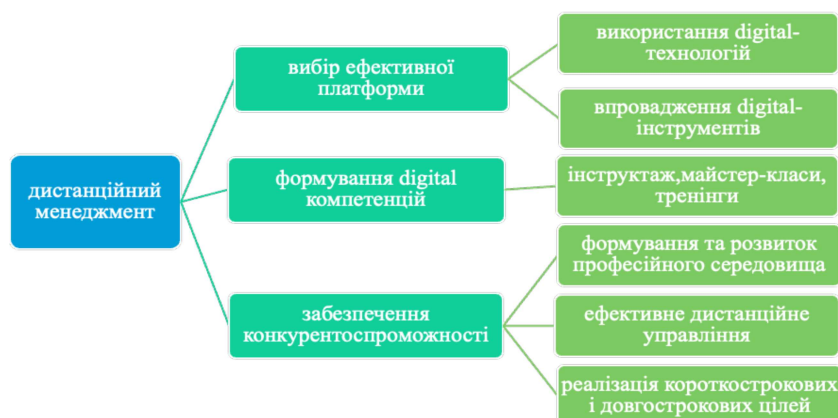 дистанційний
менеджмент
вибір ефективної
платформи
використання digital-
технологій
впровадження digital-
інструментів
формування digital
компетенцій
інструктаж,майстер-класи,
тренінги
забезпечення
конкурентоспроможності
формування та розвиток
професійного середовища
ефективне дистанційне
управління
реалізація короткострокових
і довгострокових цілей